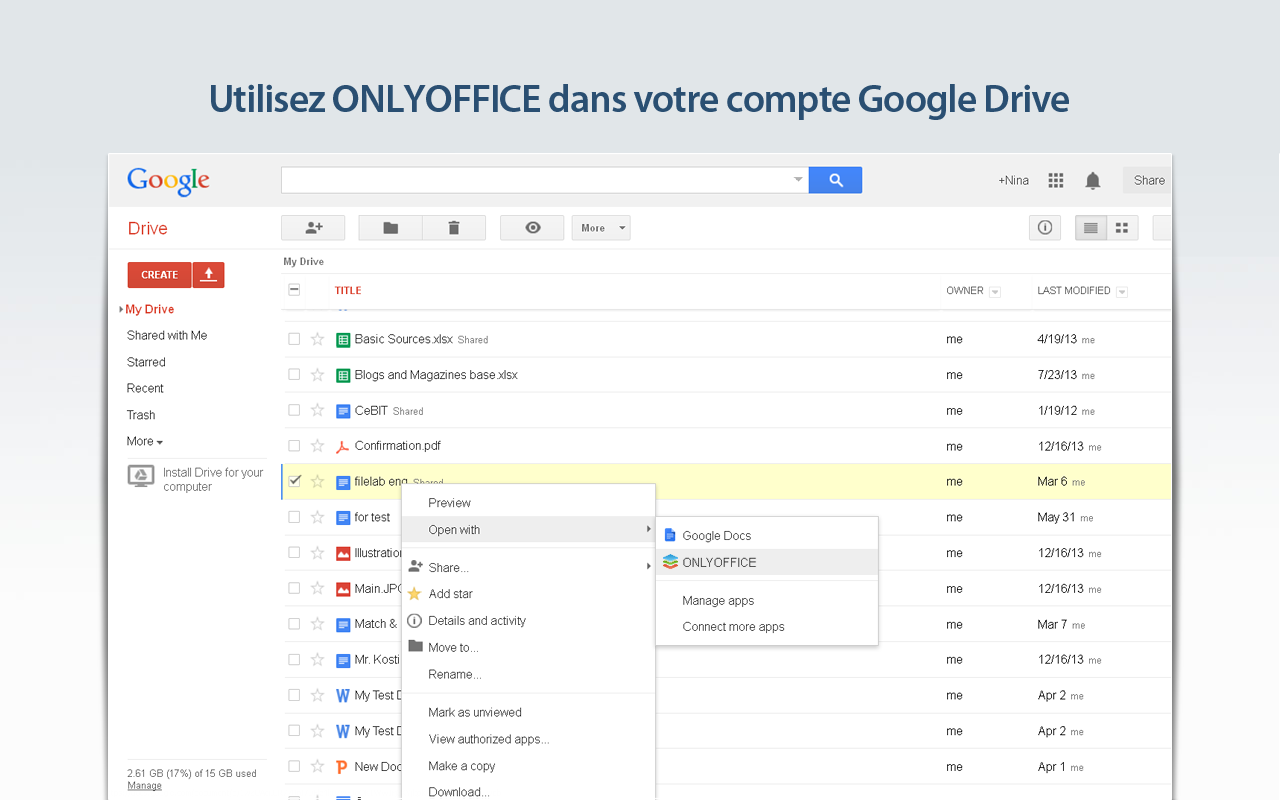 Utilisez ONLYOFFICE dans votre compte Google Drive
Google
+Nina
Share
Drive
More
My Drive
CREATE
TITLE
OWNER
LAST MODIFIED
My Drive
Shared with Me
Starred
Recent
Trash
More
Install Drive for your
computer
Basic Sources.xlsx Shared me 4/19/13 me
Blogs and Magazines base.xlsx me 7/23/13 me
CeBIT Shared me 1/19/12 me
Confirmation.pdf me 12/16/13 me
filelab eng Shared me Mar 6 me
for test me May 31 me
Illustration me 12/16/13 me
Main.JPG me 12/16/13 me
Match & me Mar 7 me
Mr. Kosti me 12/16/13 me
My Test D me Apr 2 me
My Test D me Apr 2 me
New Doc me Apr 1 me
Preview
Open with
Share...
Add star
Details and activity
Move to...
Rename...
Mark as unviewed
View authorized apps...
Make a copy
Download...
Google Docs
ONLYOFFICE
Manage apps
Connect more apps
2.61 GB (17%) of 15 GB used
Manage